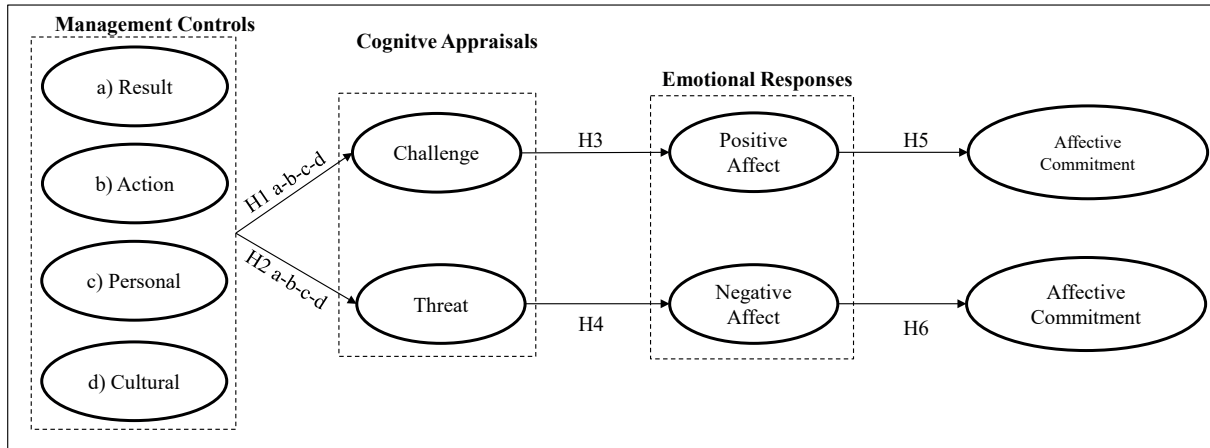 Management Controls
a) Result
b) Action
c) Personal
d) Cultural
H1 a-b-c-d
H2 a-b-c-d
Cognitve Appraisals
Challenge
Threat
H3
H4
Emotional Responses
Positive
Affect
Negative
Affect
H5
H6
Affective
Commitment
Affective
Commitment